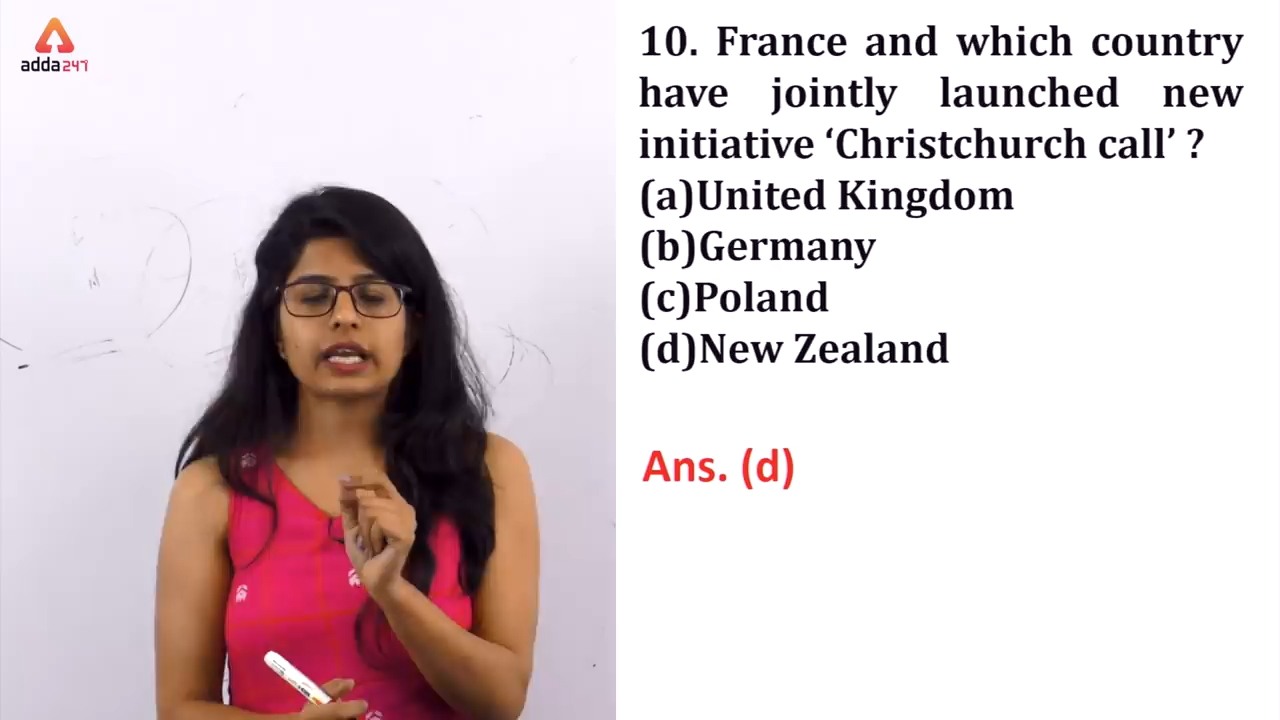 adda247
10. France and which country
have jointly launched new
initiative ‘Christchurch call’ ?
(a)United Kingdom
(b)Germany
(c)Poland
(d)New Zealand
Ans. (d)